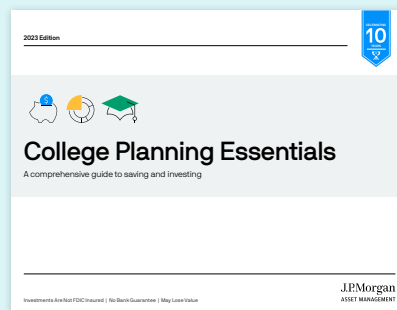 2023 Edition
CELEBRATING
10
YEARS
$
College Planning Essentials
A comprehensive guide to saving and investing
J.P.Morgan
ASSET MANAGEMENT
Investments Are Not FDIC Insured | No Bank Guarantee | May Lose Value